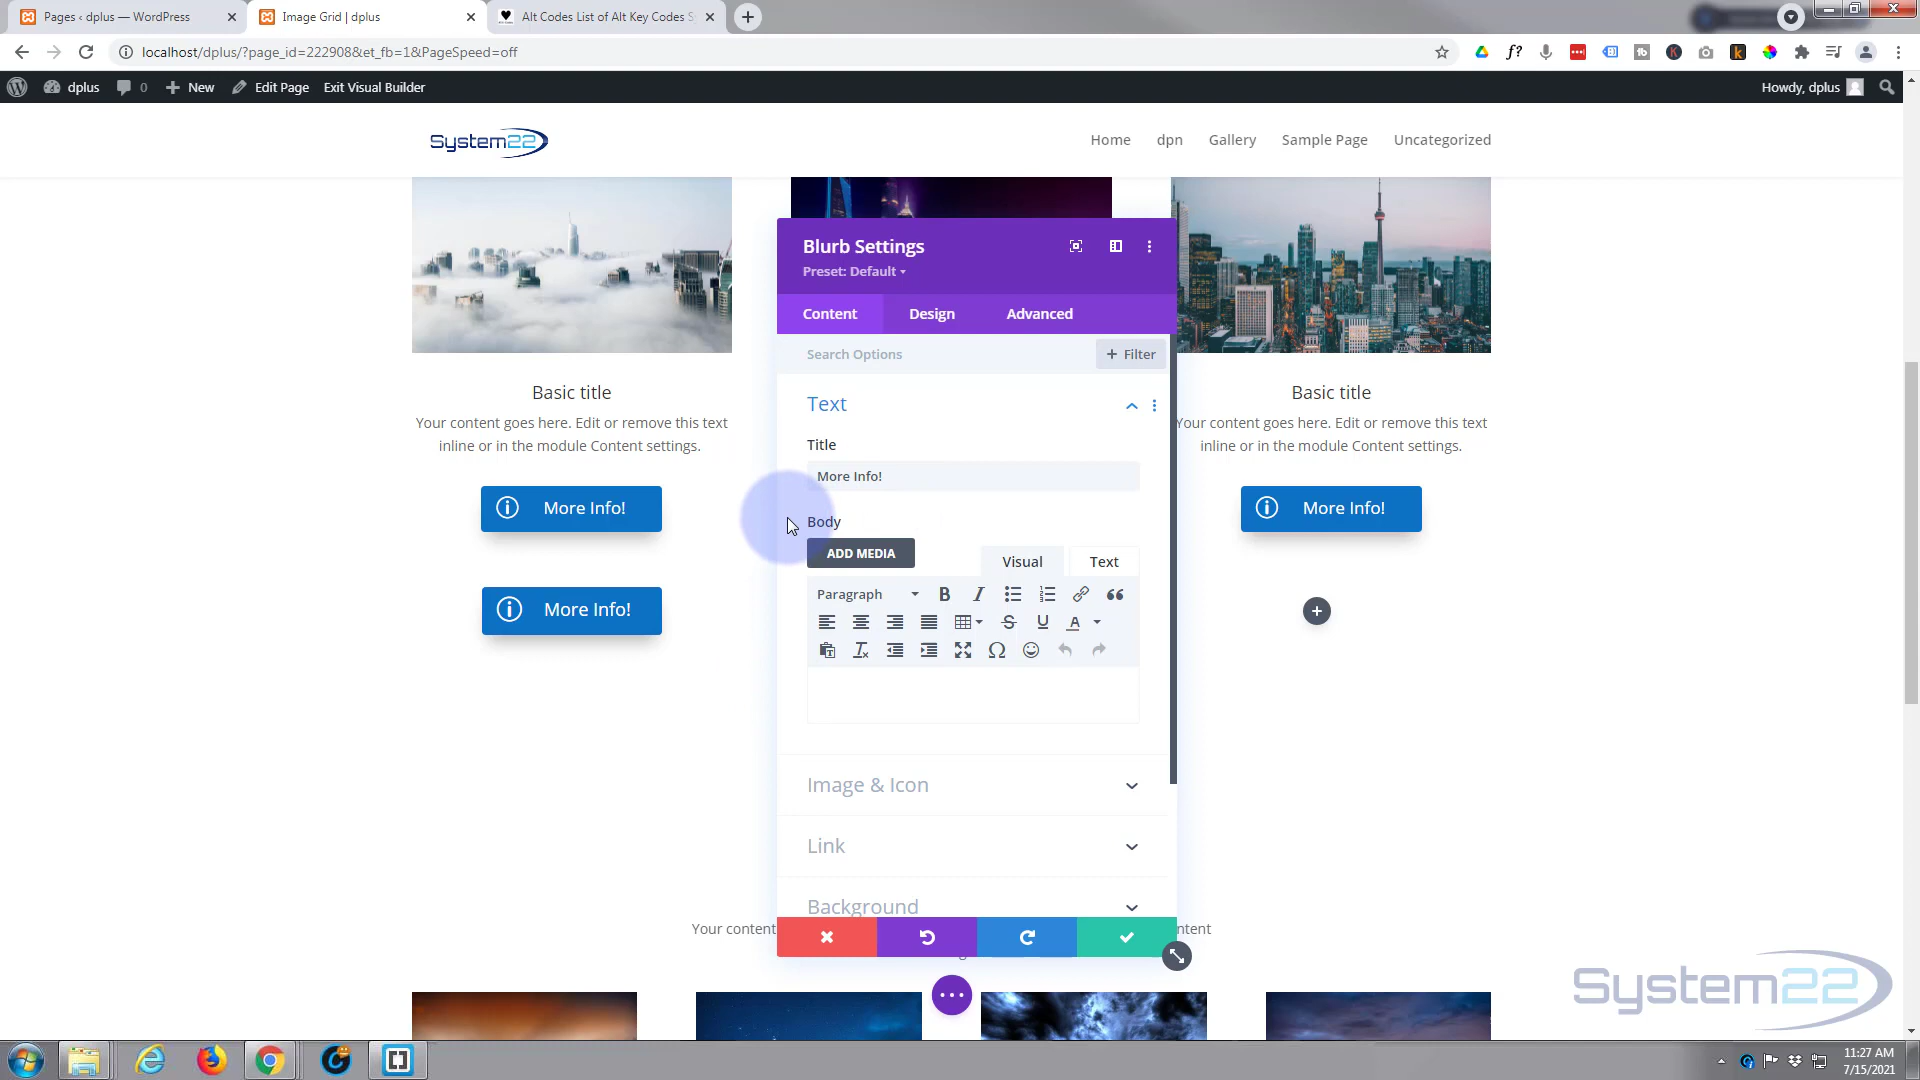 Pages ‹ dplus — WordPress
Image Grid | dplus
Alt Codes List of Alt Key Codes S
localhost/dplus/?page_id=222908&et_fb=1&PageSpeed=off
dplus 0 New Edit Page Exit Visual Builder
Howdy, dplus
System22
Home dpn Gallery Sample Page Uncategorized
Blurb Settings
Preset: Default
Content Design Advanced
Search Options
+ Filter
Text
Title
More Info!
Body
ADD MEDIA
Visual Text
Paragraph
Image & Icon
Link
Background
Basic title
Your content goes here. Edit or remove this text
inline or in the module Content settings.
More Info!
More Info!
Basic title
Your content goes here. Edit or remove this text
inline or in the module Content settings.
More Info!
Your content
ntent
System22
11:27 AM
7/15/2021